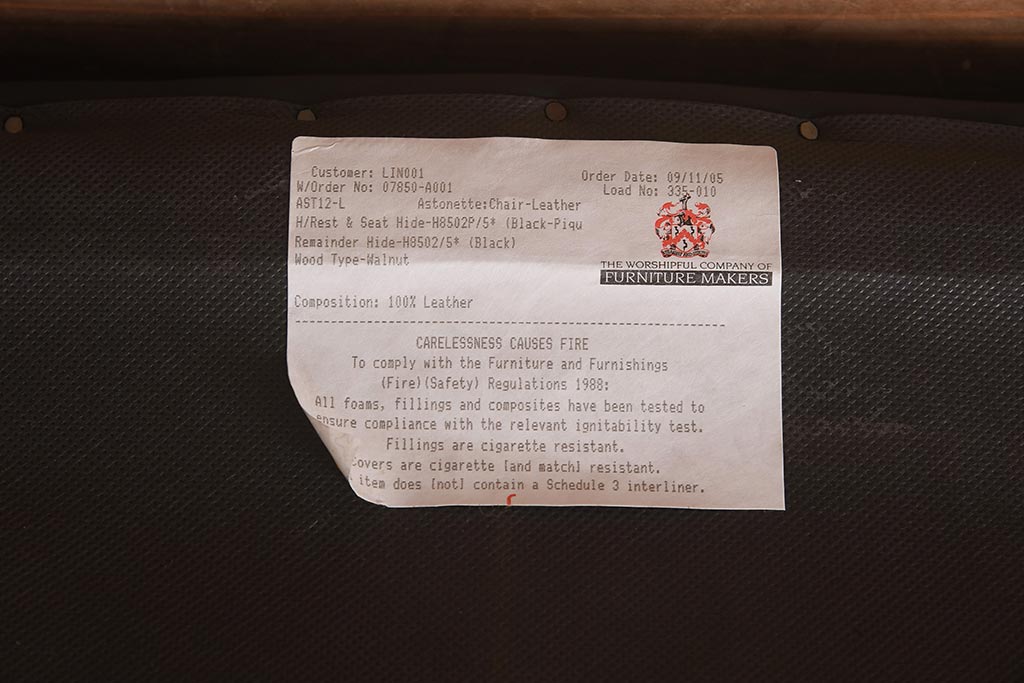 Customer: LIN001
Order Date: 09/11/05
W/Order No: 07850-A001
Load No: 335-010
AST12-L Astonette:Chair-Leather
H/Rest & Seat Hide-H8502P/5* (Black-Piqu
Remainder Hide-H8502/5* (Black)
Wood Type-Walnut
THE WORSHIPFUL COMPANY OF
FURNITURE MAKERS
Composition: 100% Leather
CARELESSNESS CAUSES FIRE
To comply with the Furniture and Furnishings
(Fire)(Safety) Regulations 1988:
All foams, fillings and composites have been tested to
ensure compliance with the relevant ignitability test.
Fillings are cigarette resistant.
Covers are cigarette [and match] resistant.
item does [not] contain a Schedule 3 interliner.